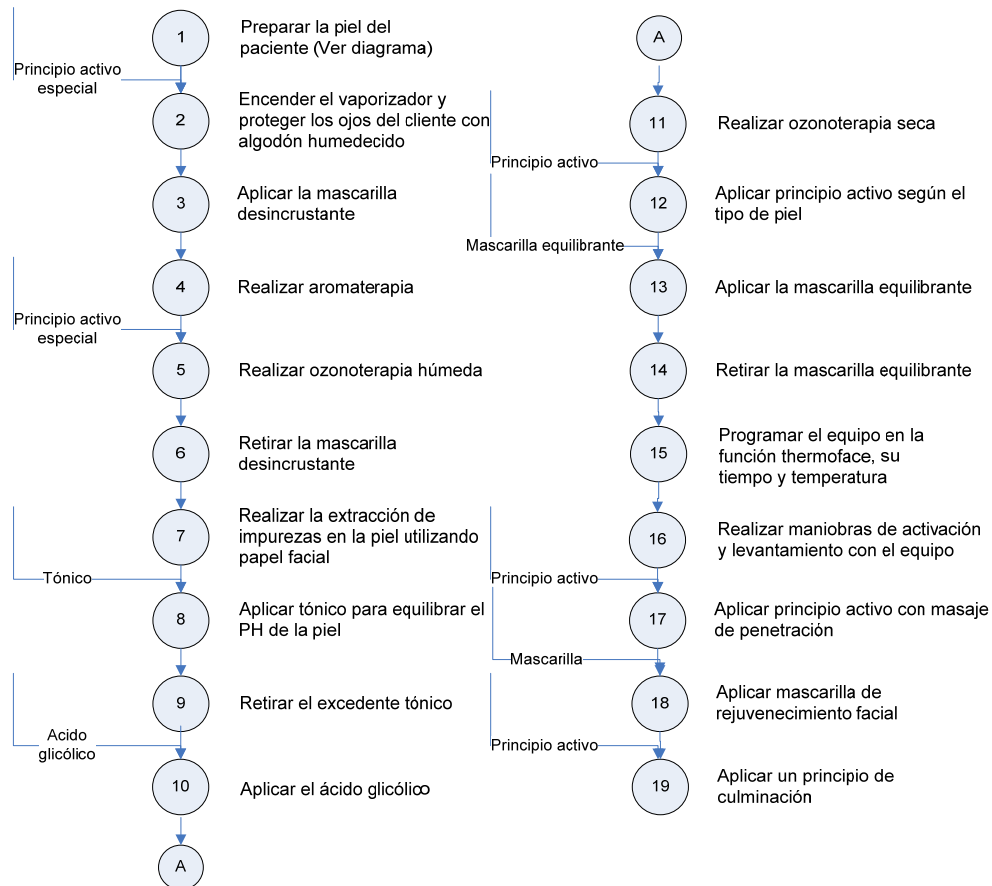 1
Preparar la piel del
paciente (Ver diagrama)
Principio activo
especial
2
Encender el vaporizador y
proteger los ojos del cliente con
algodón humedecido
3
Aplicar la mascarilla
desincrustante
4
Realizar aromaterapia
Principio activo
especial
5
Realizar ozonoterapia húmeda
6
Retirar la mascarilla
desincrustante
7
Realizar la extracción de
impurezas en la piel utilizando
papel facial
Tónico
8
Aplicar tónico para equilibrar el
PH de la piel
9
Retirar el excedente tónico
Acido
glicólico
10
Aplicar el ácido glicólico
A
A
11
Realizar ozonoterapia seca
Principio activo
12
Aplicar principio activo según el
tipo de piel
Mascarilla equilibrante
13
Aplicar la mascarilla equilibrante
14
Retirar la mascarilla equilibrante
15
Programar el equipo en la
función thermoface, su
tiempo y temperatura
16
Realizar maniobras de activación
y levantamiento con el equipo
Principio activo
17
Aplicar principio activo con masaje
de penetración
Mascarilla
18
Aplicar mascarilla de
rejuvenecimiento facial
Principio activo
19
Aplicar un principio de
culminación